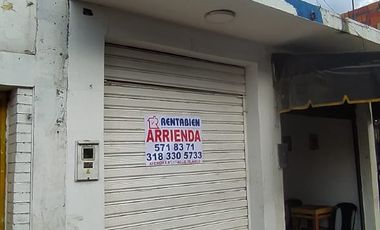 RENTABIEN
ARRIENDA
571 83 71
318 330 5733